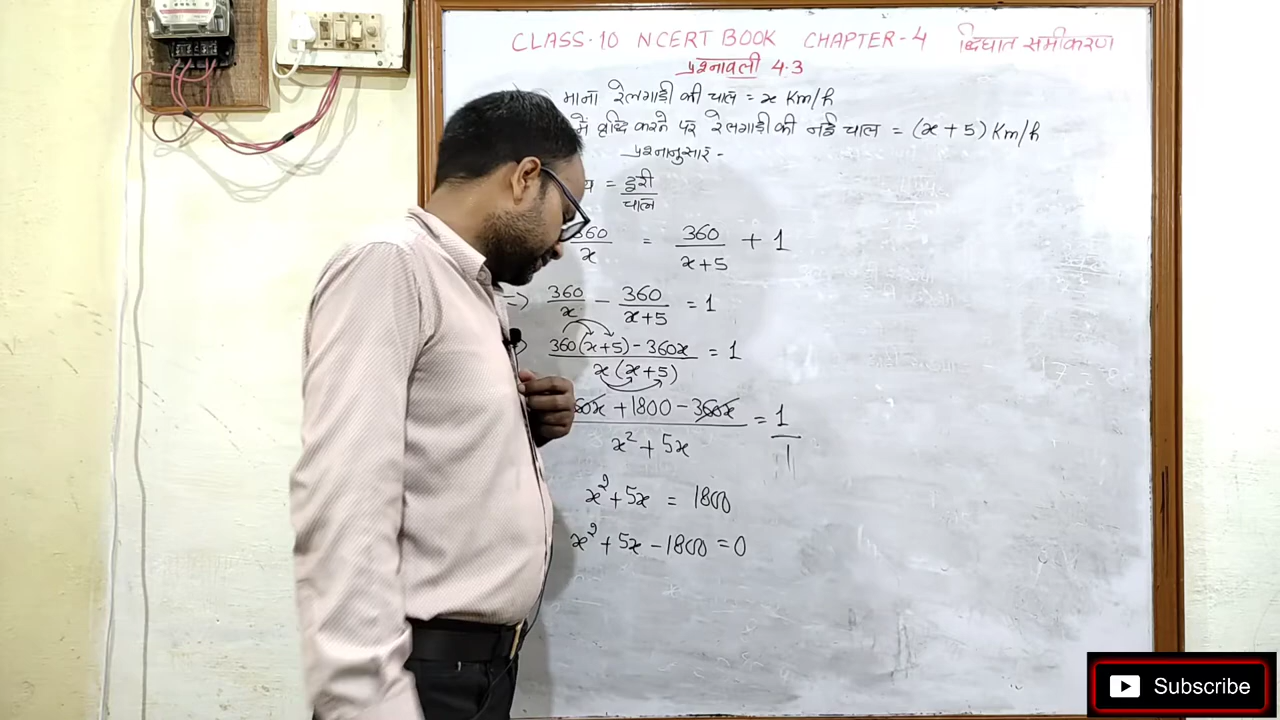 CLASS-10 NCERT BOOK CHAPTER-4 द्विघात समीकरण
प्रश्नावली 4.3
माना रेलगाड़ी की चाल = x Km/h
में वृद्धि करने पर रेलगाड़ी की नई चाल = (x + 5) Km/h
प्रश्नानुसार -
य = दूरी/चाल
360/x = 360/x+5 + 1
=> 360/x - 360/x+5 = 1
360(x+5) - 360x / x(x+5) = 1
60x + 1800 - 360x / x² + 5x = 1/1
x² + 5x = 1800
x² + 5x - 1800 = 0
Subscribe